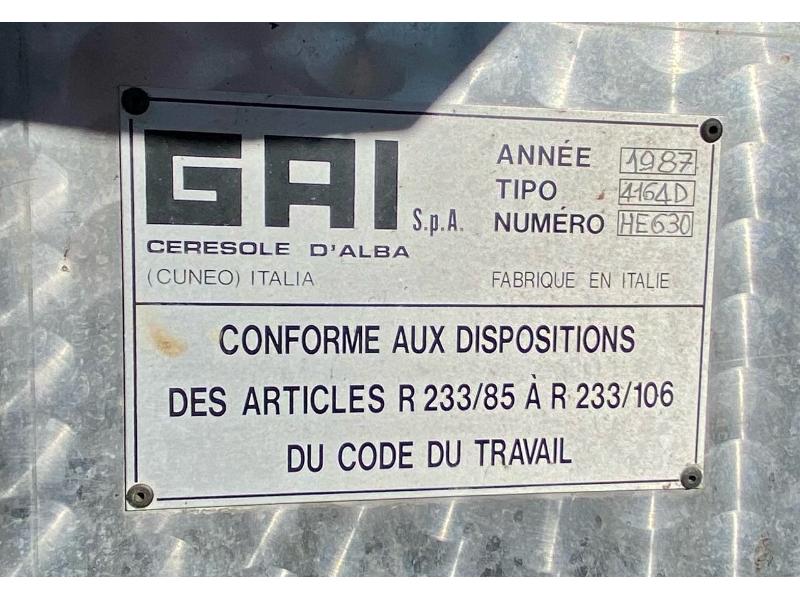 GAI S.p.A.
CERESOLE D'ALBA
(CUNEO) ITALIA
ANNÉE 1987
TIPO 4164D
NUMÉRO HE630
FABRIQUE EN ITALIE
CONFORME AUX DISPOSITIONS
DES ARTICLES R 233/85 À R 233/106
DU CODE DU TRAVAIL